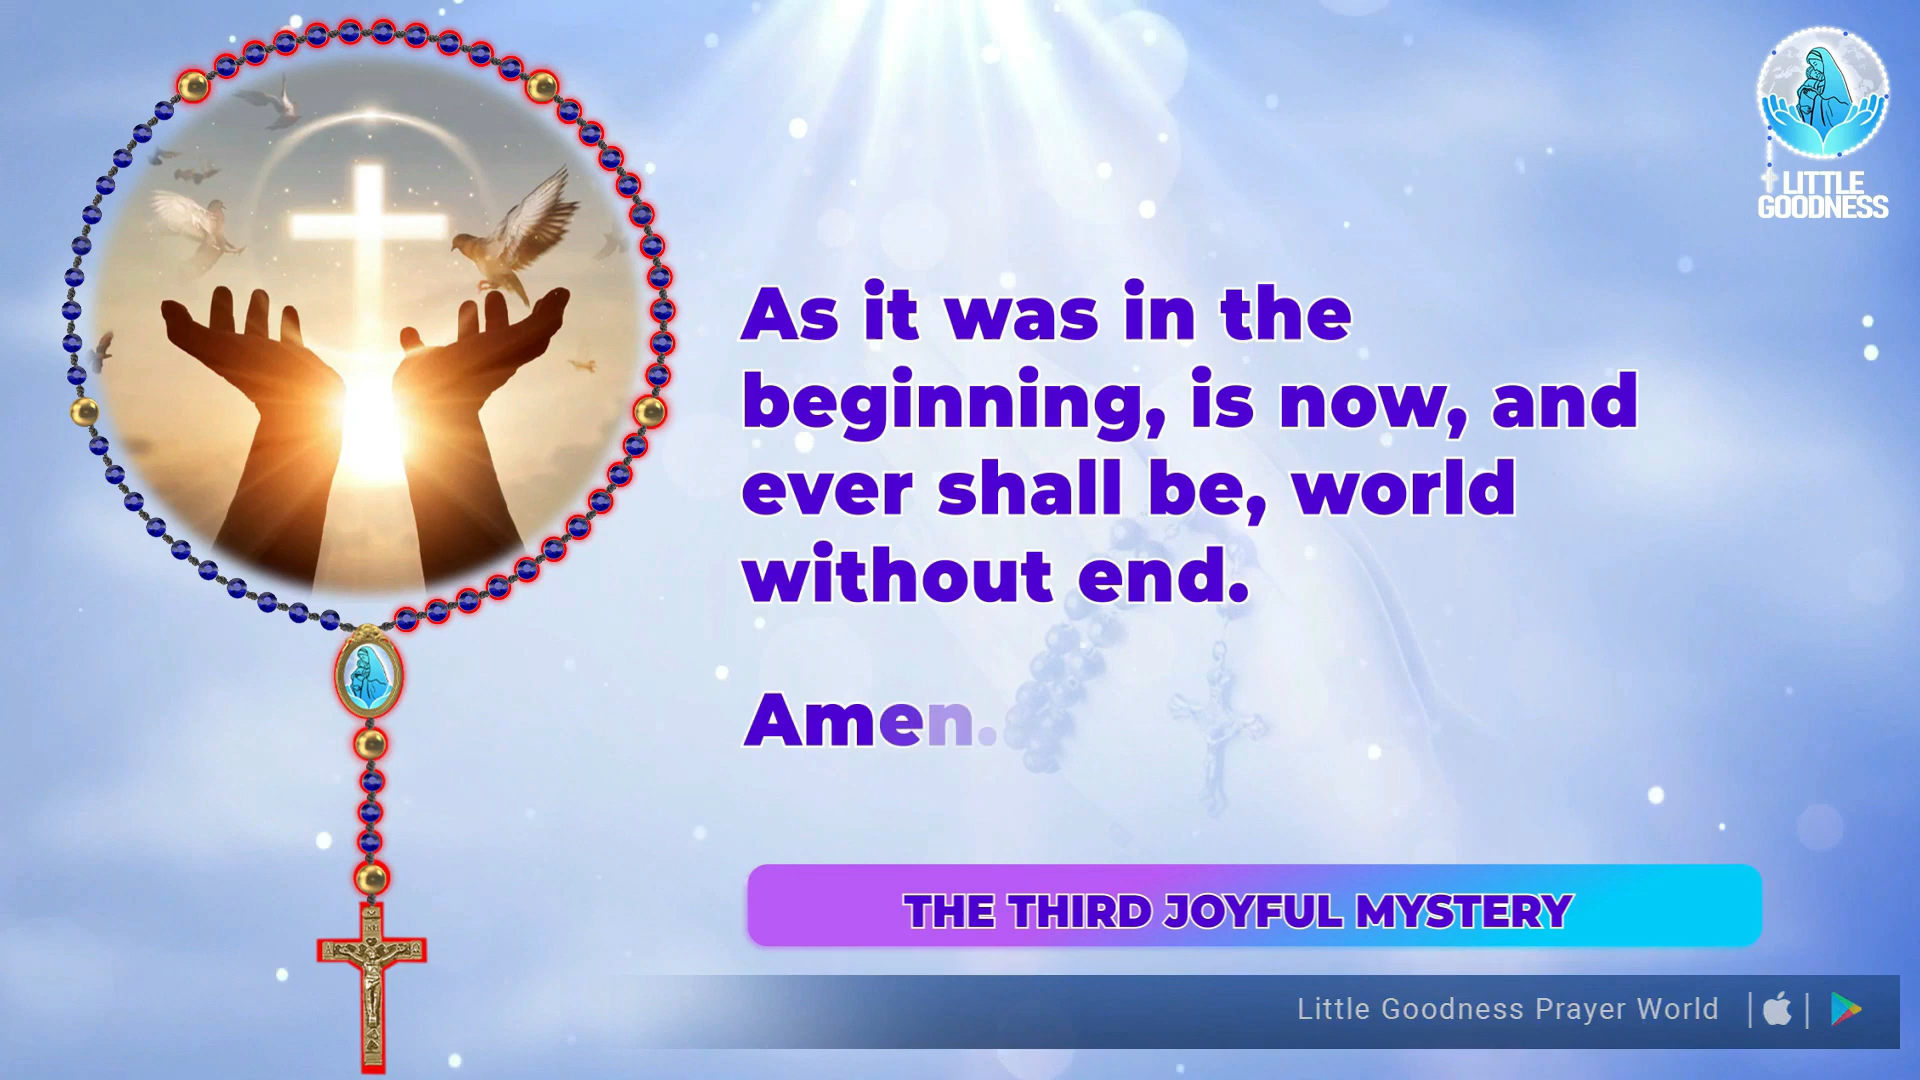 LITTLE
GOODNESS
As it was in the
beginning, is now, and
ever shall be, world
without end.
Amen.
THE THIRD JOYFUL MYSTERY
Little Goodness Prayer World
INRI